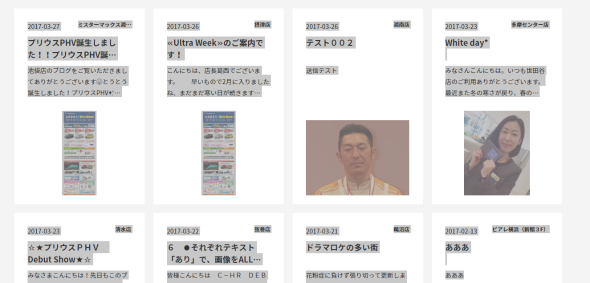 2017-03-27
ミスターマックス湘…
プリウスPHV誕生しまし
た！！プリウスPHV誕…
池袋店のブログをご覧いただきまし
てありがとうございます
とうとう
誕生しました！プリウスPHV
2017-03-26
摂津店
«Ultra Week»のご案内で
す！
こんにちは、店長葛西でございま
す。 早いもので2月に入りました
ね、まだまだ寒い日が続きます…
2017-03-26
湘南店
テスト００２
送信テスト
2017-03-23
多摩センター店
White day*
みなさんこんにちは。いつも世田谷
店のご利用ありがとうございます。
最近また冬の寒さが戻り、春の…
2017-03-23
清水店
☆★プリウスＰＨＶ
Debut Show★☆
みなさまこんにちは！先日もこのブ
2017-03-22
６ ●それぞれテキスト
「あり」で、画像をALL…
皆様こんにちは Ｃ－ＨＲ ＤＥＢ
2017-03-21
鵜沼店
ドラマロケの多い街
花粉症に負けず張り切って更新しま
2017-02-13
ピアレ横浜（新館３F）
あああ
あああ